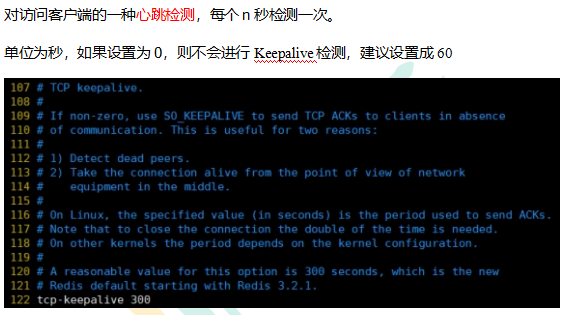 对访问客户端的一种心跳检测，每个 n 秒检测一次。
单位为秒，如果设置为 0，则不会进行 Keepalive 检测，建议设置成 60
107 # TCP keepalive.
108 #
109 # If non-zero, use SO_KEEPALIVE to send TCP ACKs to clients in absence
110 # of communication. This is useful for two reasons:
111 #
112 # 1) Detect dead peers.
113 # 2) Take the connection alive from the point of view of network
114 #    equipment in the middle.
115 #
116 # On Linux, the specified value (in seconds) is the period used to send ACKs.
117 # Note that to close the connection the double of the time is needed.
118 # On other kernels the period depends on the kernel configuration.
119 #
120 # A reasonable value for this option is 300 seconds, which is the new
121 # Redis default starting with Redis 3.2.1.
122 tcp-keepalive 300